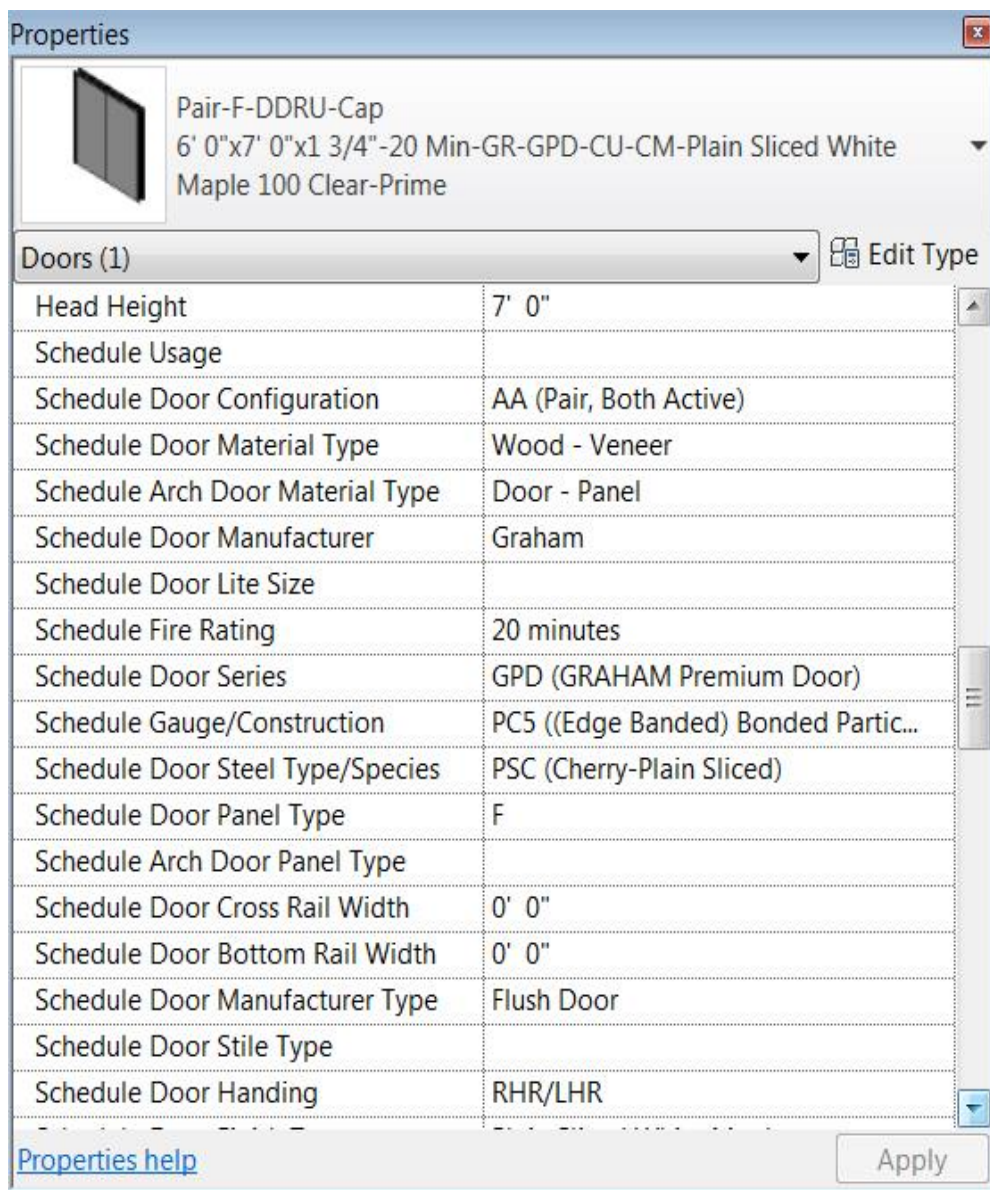 Properties
Pair-F-DDRU-Cap
6' 0"x7' 0"x1 3/4"-20 Min-GR-GPD-CU-CM-Plain Sliced White
Maple 100 Clear-Prime
Doors (1) Edit Type
Head Height 7' 0"
Schedule Usage
Schedule Door Configuration AA (Pair, Both Active)
Schedule Door Material Type Wood - Veneer
Schedule Arch Door Material Type Door - Panel
Schedule Door Manufacturer Graham
Schedule Door Lite Size
Schedule Fire Rating 20 minutes
Schedule Door Series GPD (GRAHAM Premium Door)
Schedule Gauge/Construction PC5 ((Edge Banded) Bonded Partic...
Schedule Door Steel Type/Species PSC (Cherry-Plain Sliced)
Schedule Door Panel Type F
Schedule Arch Door Panel Type
Schedule Door Cross Rail Width 0' 0"
Schedule Door Bottom Rail Width 0' 0"
Schedule Door Manufacturer Type Flush Door
Schedule Door Stile Type
Schedule Door Handing RHR/LHR
Properties help Apply